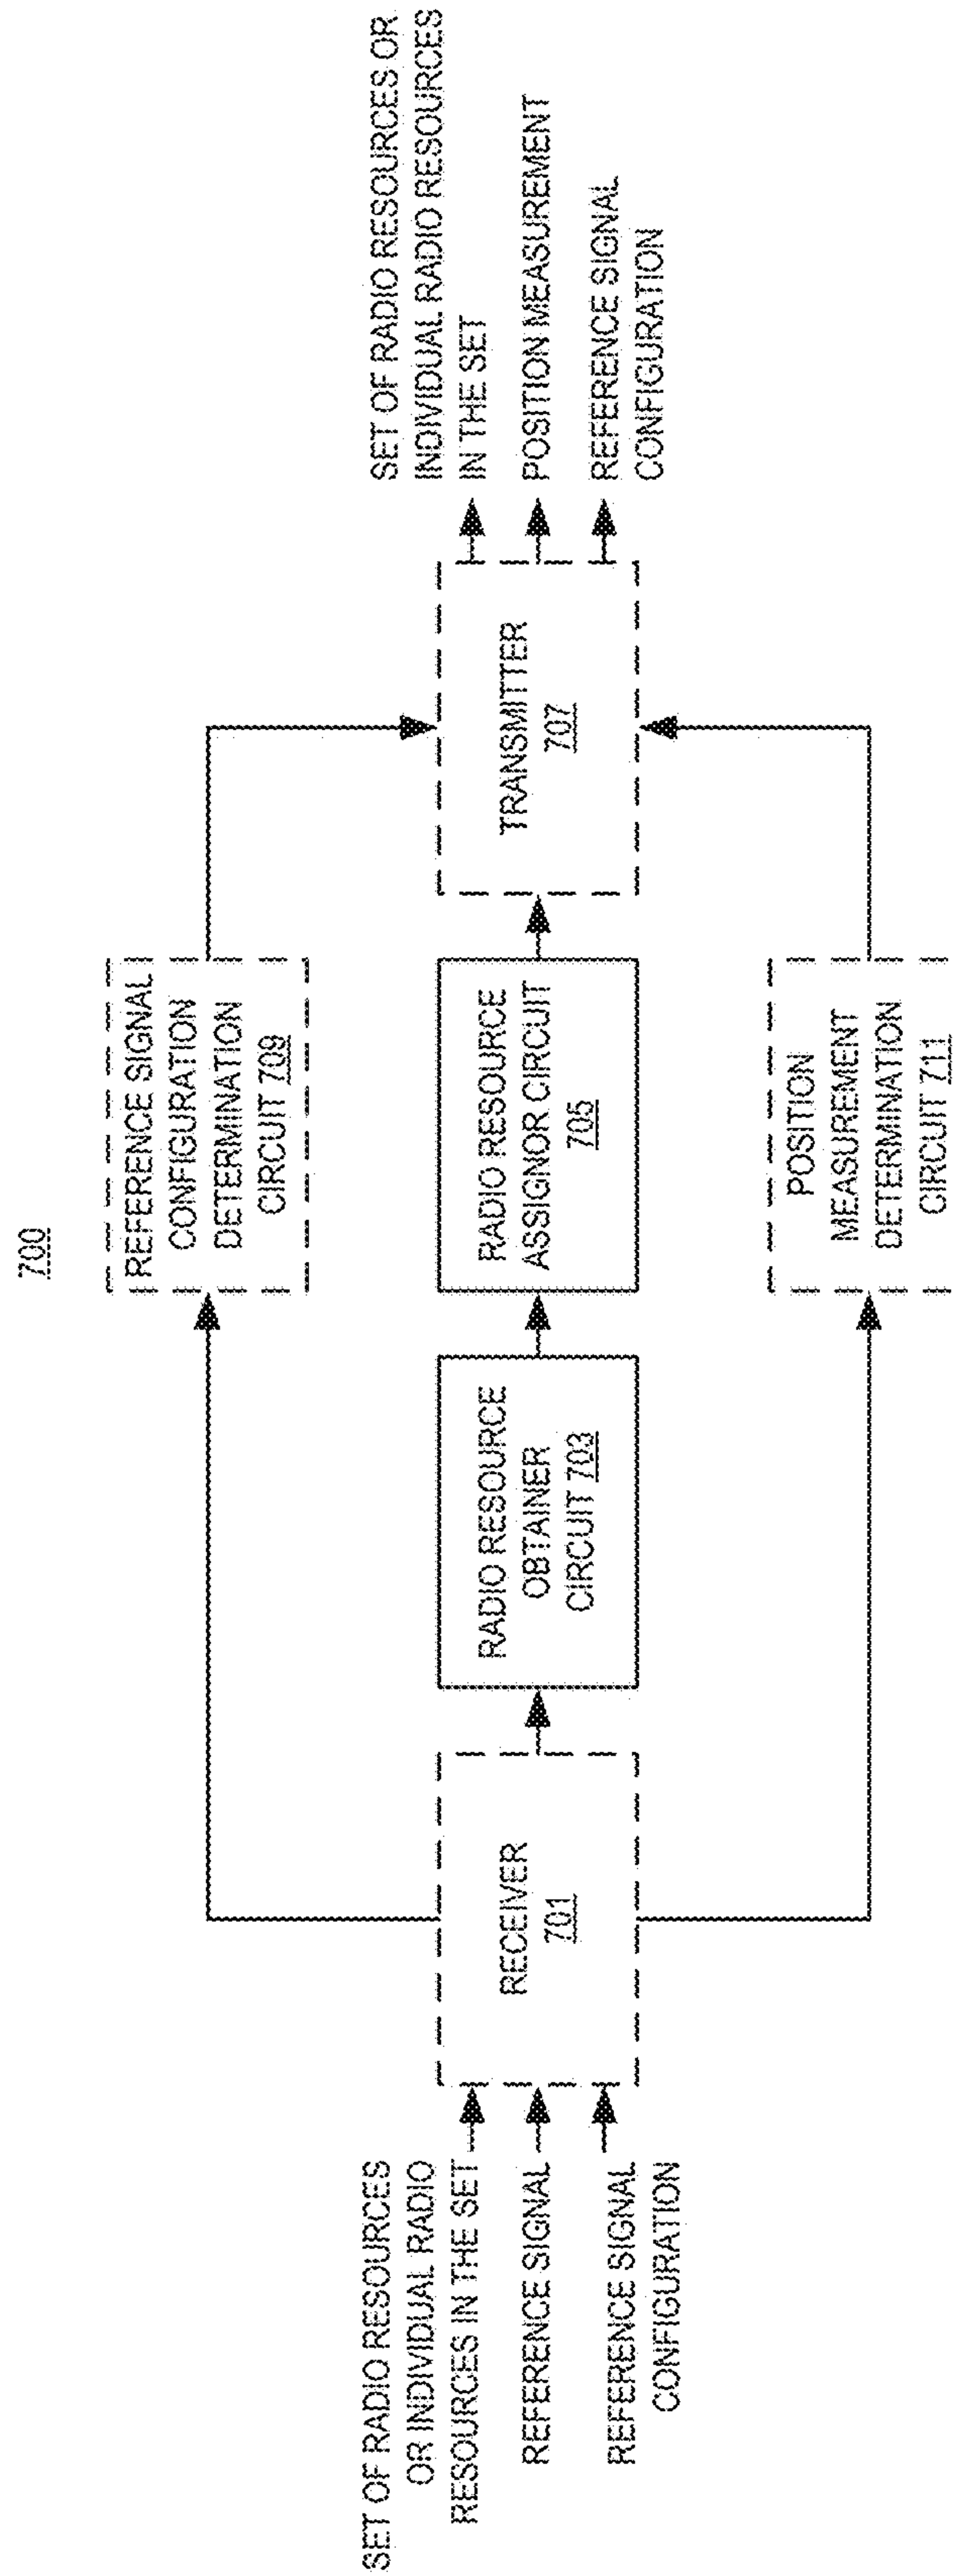 700
SET OF RADIO RESOURCES
OR INDIVIDUAL RADIO
RESOURCES IN THE SET
REFERENCE SIGNAL
REFERENCE SIGNAL
CONFIGURATION
RECEIVER
701
RADIO RESOURCE
OBTAINER
CIRCUIT 703
REFERENCE SIGNAL
CONFIGURATION
DETERMINATION
CIRCUIT 709
RADIO RESOURCE
ASSIGNOR CIRCUIT
705
POSITION
MEASUREMENT
DETERMINATION
CIRCUIT 711
TRANSMITTER
707
SET OF RADIO RESOURCES OR
INDIVIDUAL RADIO RESOURCES
IN THE SET
POSITION MEASUREMENT
REFERENCE SIGNAL
CONFIGURATION